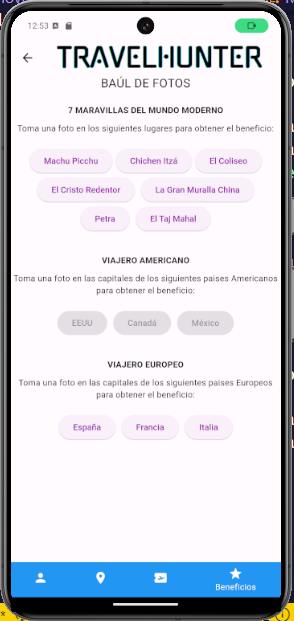 12:53
TRAVELHUNTER
BAÚL DE FOTOS
7 MARAVILLAS DEL MUNDO MODERNO
Toma una foto en los siguientes lugares para obtener el beneficio:
Machu Picchu Chichen Itzá El Coliseo
El Cristo Redentor La Gran Muralla China
Petra El Taj Mahal
VIAJERO AMERICANO
Toma una foto en las capitales de los siguientes paises Americanos
para obtener el beneficio:
EEUU Canadá México
VIAJERO EUROPEO
Toma una foto en las capitales de los siguientes paises Europeos
para obtener el beneficio:
España Francia Italia
Beneficios